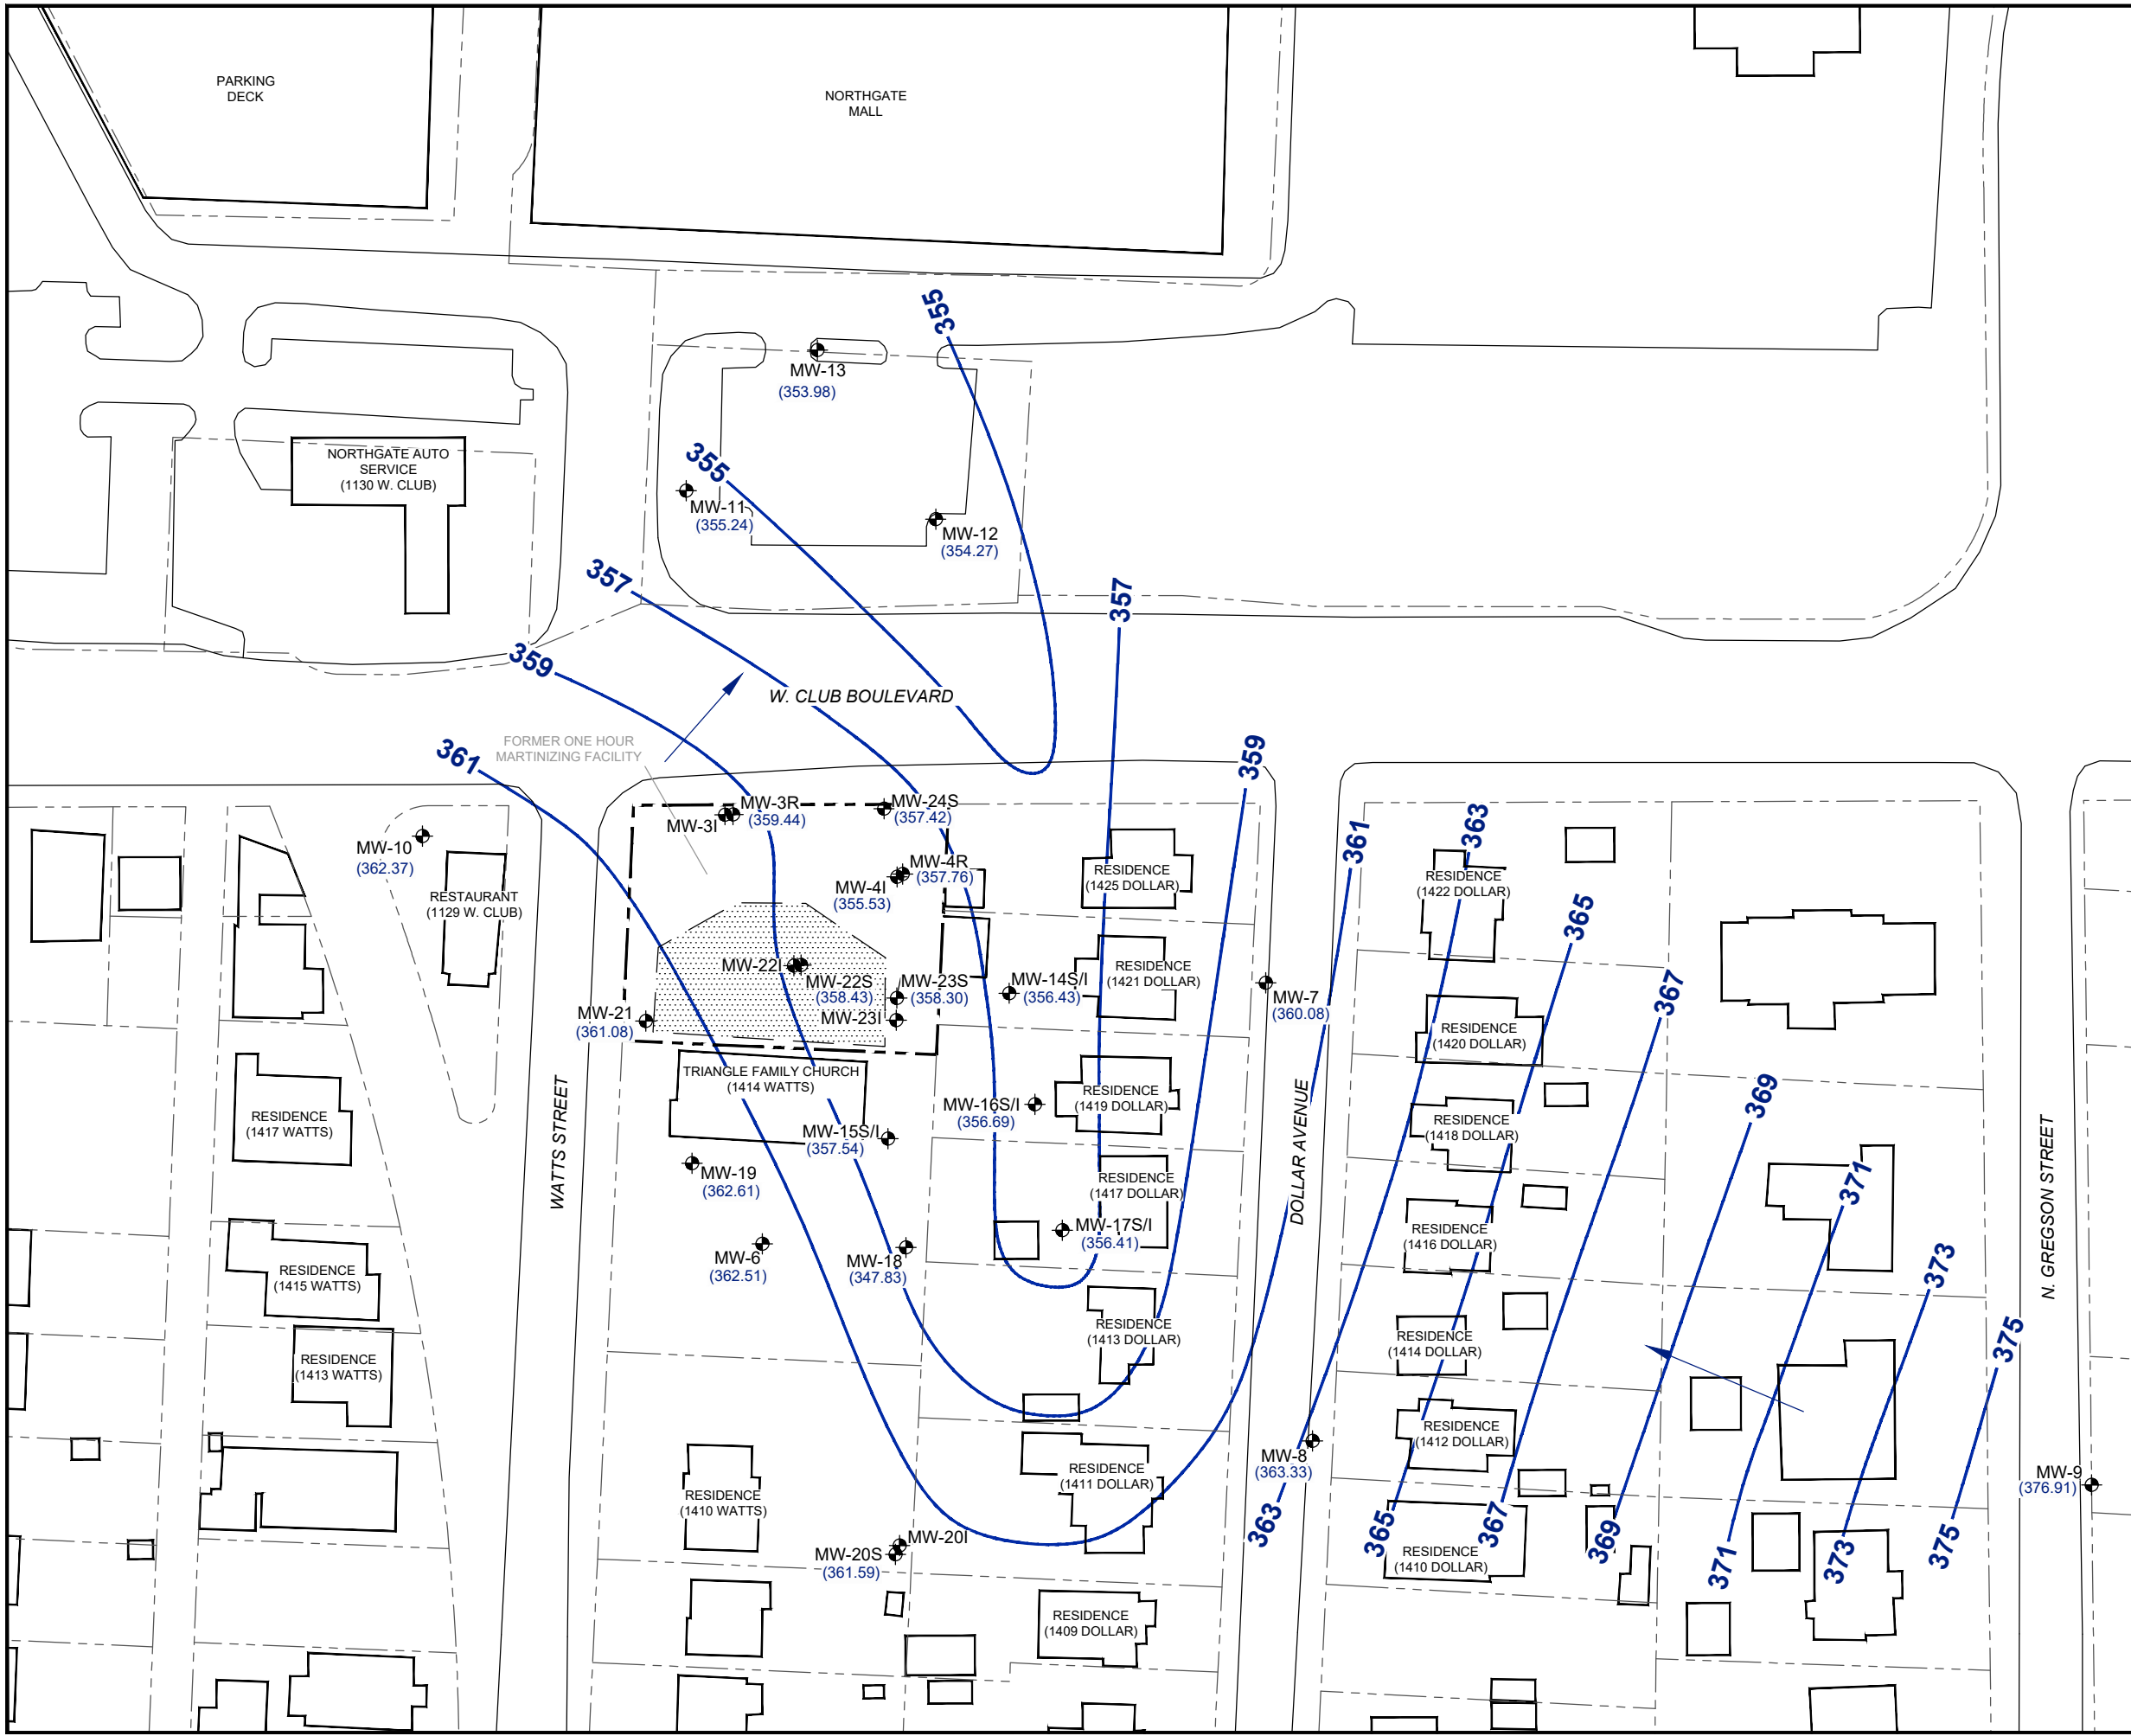 PARKING
DECK
NORTHGATE
MALL
355
MW-13
(353.98)
NORTHGATE AUTO
SERVICE
(1130 W. CLUB)
355
MW-11
(355.24)
MW-12
(354.27)
357
357
359
W. CLUB BOULEVARD
FORMER ONE HOUR
MARTINIZING FACILITY
361
359
MW-3R
(359.44)
MW-3I
MW-24S
(357.42)
MW-10
(362.37)
RESTAURANT
(1129 W. CLUB)
MW-4R
(357.76)
MW-4I
(355.53)
RESIDENCE
(1425 DOLLAR)
361
363
RESIDENCE
(1422 DOLLAR)
365
MW-22I
MW-22S
(358.43)
MW-23S
(358.30)
MW-23I
MW-14S/I
(356.43)
RESIDENCE
(1421 DOLLAR)
MW-7
(360.08)
367
MW-21
(361.08)
RESIDENCE
(1420 DOLLAR)
TRIANGLE FAMILY CHURCH
(1414 WATTS)
WATTS STREET
MW-16S/I
(356.69)
RESIDENCE
(1419 DOLLAR)
DOLLAR AVENUE
369
RESIDENCE
(1417 WATTS)
MW-15S/I
(357.54)
RESIDENCE
(1418 DOLLAR)
N. GREGSON STREET
MW-19
(362.61)
RESIDENCE
(1417 DOLLAR)
371
MW-6
(362.51)
MW-18
(347.83)
MW-17S/I
(356.41)
RESIDENCE
(1416 DOLLAR)
373
RESIDENCE
(1415 WATTS)
RESIDENCE
(1413 DOLLAR)
RESIDENCE
(1414 DOLLAR)
375
RESIDENCE
(1413 WATTS)
RESIDENCE
(1412 DOLLAR)
MW-8
(363.33)
RESIDENCE
(1411 DOLLAR)
MW-9
(376.91)
RESIDENCE
(1410 WATTS)
363
365
367
369
371
373
375
MW-20I
MW-20S
(361.59)
RESIDENCE
(1410 DOLLAR)
RESIDENCE
(1409 DOLLAR)